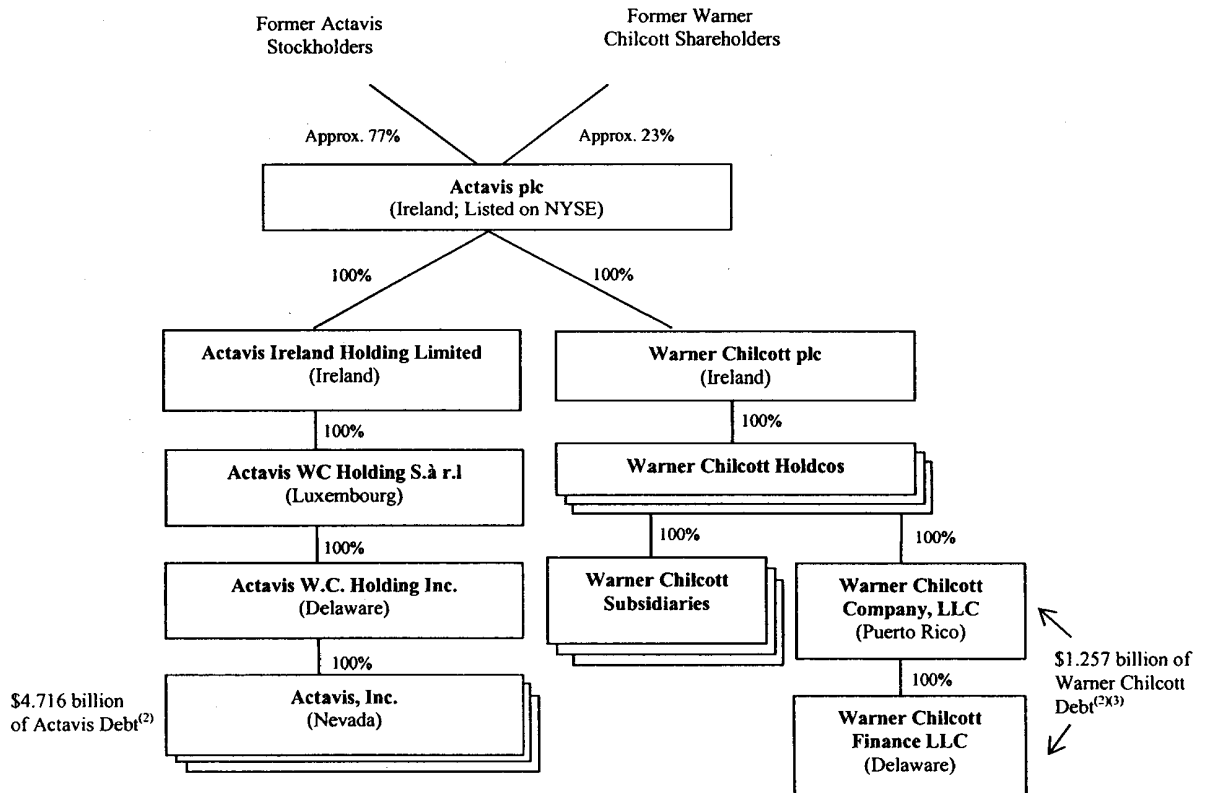 Former Actavis
Stockholders
Former Warner
Chilcott Shareholders
Approx. 77%
Approx. 23%
Actavis plc
(Ireland; Listed on NYSE)
100%
100%
Actavis Ireland Holding Limited
(Ireland)
Warner Chilcott plc
(Ireland)
100%
100%
Actavis WC Holding S.à r.l
(Luxembourg)
Warner Chilcott Holdcos
100%
100%
100%
Actavis W.C. Holding Inc.
(Delaware)
Warner Chilcott
Subsidiaries
Warner Chilcott
Company, LLC
(Puerto Rico)
100%
100%
$4.716 billion
of Actavis Debt(2)
Actavis, Inc.
(Nevada)
$1.257 billion of
Warner Chilcott
Debt(2)(3)
Warner Chilcott
Finance LLC
(Delaware)